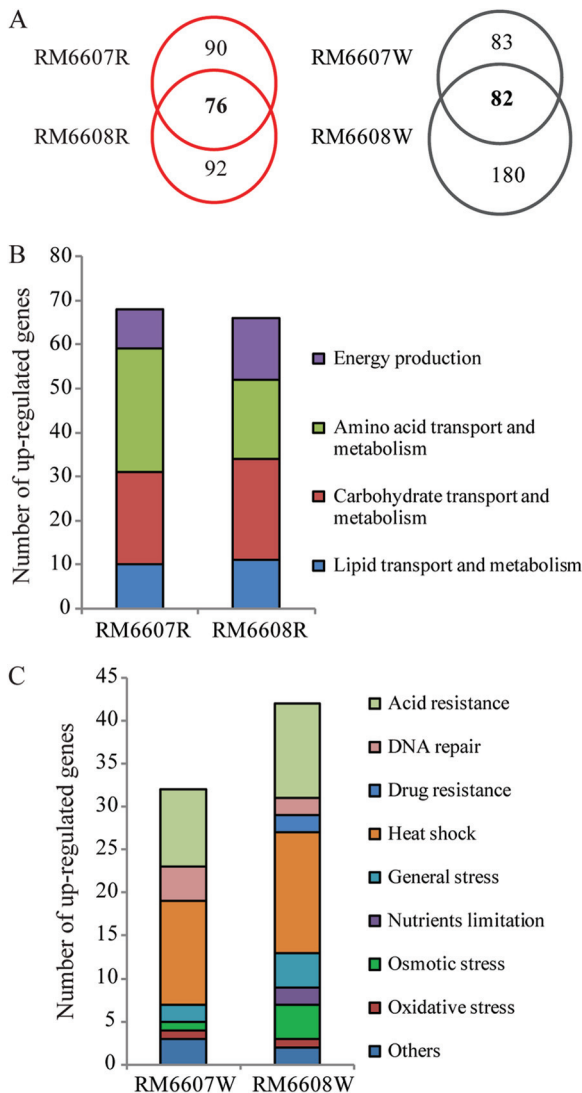 A
RM6607R
90
76
RM6608R
92
RM6607W
83
82
RM6608W
180
B
Number of up-regulated genes
80
70
60
50
40
30
20
10
0
RM6607R
RM6608R
Energy production
Amino acid transport and
metabolism
Carbohydrate transport and
metabolism
Lipid transport and metabolism
C
Number of up-regulated genes
45
40
35
30
25
20
15
10
5
0
RM6607W
RM6608W
Acid resistance
DNA repair
Drug resistance
Heat shock
General stress
Nutrients limitation
Osmotic stress
Oxidative stress
Others